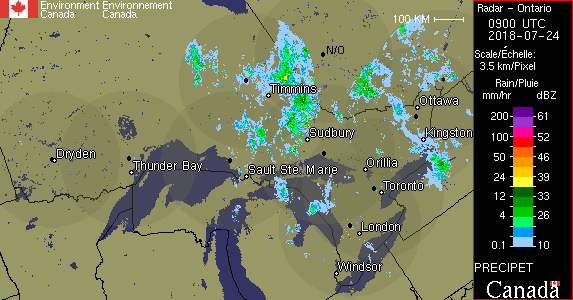 Environment Environnement
Canada Canada
100 KM
N/O
Timmins
Ottawa
Sudbury
Kingston
Dryden
Thunder Bay
Sault Ste. Marie
Orillia
Toronto
London
Windsor
Radar - Ontario
0900 UTC
2018-07-24
Scale/Échelle:
3.5 km/Pixel
Rain/Pluie
mm/hr dBZ
200 61
100 57
100 52
50 46
24 39
12 33
4 26
0.1 10
PRECIPET
Canada